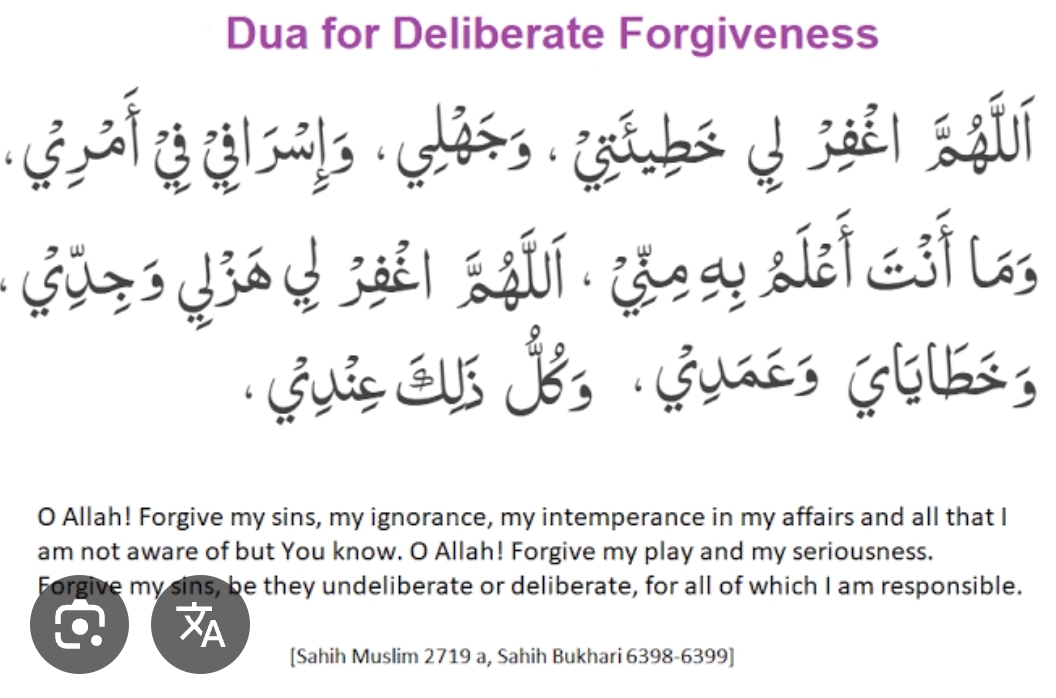 Dua for Deliberate Forgiveness
اَللَّهُمَّ اغْفِرْ لِي خَطِيئَتِيْ ، وَجَهْلِي ، وَإِسْرَافِيْ فِيْ أَمْرِيْ ،
وَمَا أَنْتَ أَعْلَمُ بِهِ مِنِّيْ ، اَللَّهُمَّ اغْفِرْ لِي هَزْلِي وَجِدِّيْ ،
وَخَطَايَايَ وَعَمَدِيْ ، وَكُلُّ ذَلِكَ عِنْدِيْ ،
O Allah! Forgive my sins, my ignorance, my intemperance in my affairs and all that I
am not aware of but You know. O Allah! Forgive my play and my seriousness.
Forgive my sins, be they undeliberate or deliberate, for all of which I am responsible.
[Sahih Muslim 2719 a, Sahih Bukhari 6398-6399]